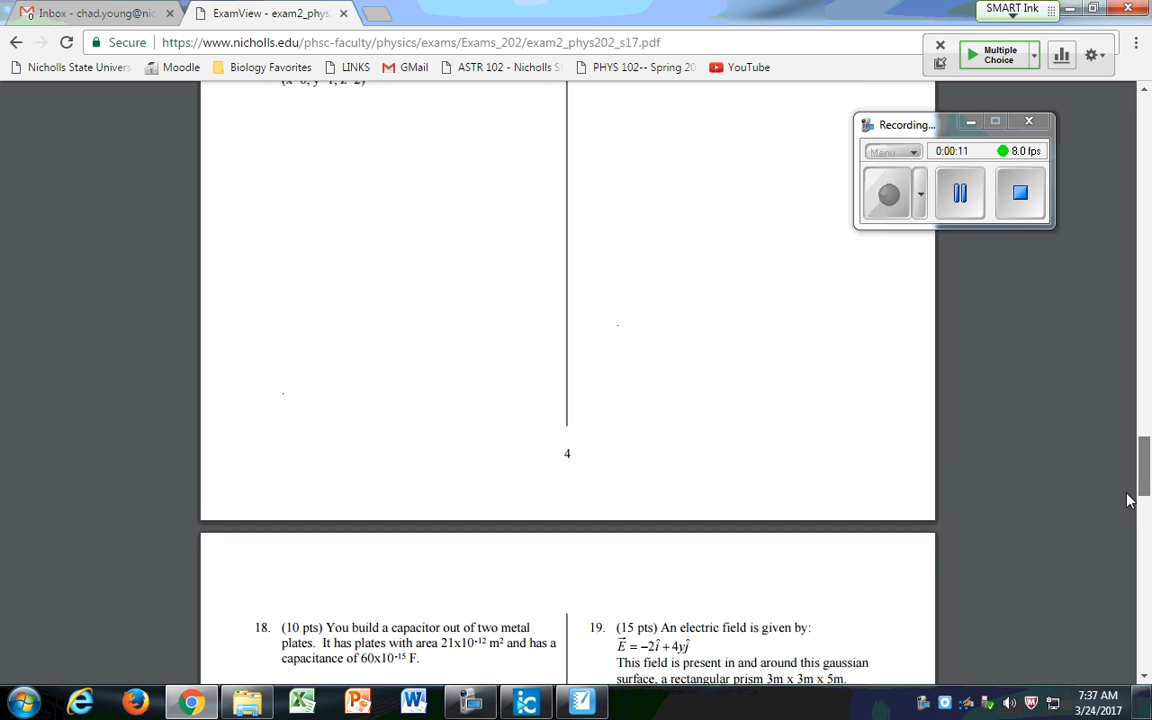 Inbox - chad.young@nic
ExamView - exam2_phys.
SMART Ink
Secure
https://www.nicholls.edu/phsc-faculty/physics/exams/Exams_202/exam2_phys202_s17.pdf
Multiple
Choice
Nicholls State Univers
Moodle
Biology Favorites
LINKS
GMail
ASTR 102 - Nicholls S
PHYS 102-- Spring 20
YouTube
Recording...
Menu
0:00:11
8.0 fps
4
18. (10 pts) You build a capacitor out of two metal
plates. It has plates with area 21x10⁻¹² m² and has a
capacitance of 60x10⁻¹⁵ F.
19. (15 pts) An electric field is given by:
E⃗ = −2î + 4yĵ
This field is present in and around this gaussian
surface, a rectangular prism 3m x 3m x 5m.
7:37 AM
3/24/2017